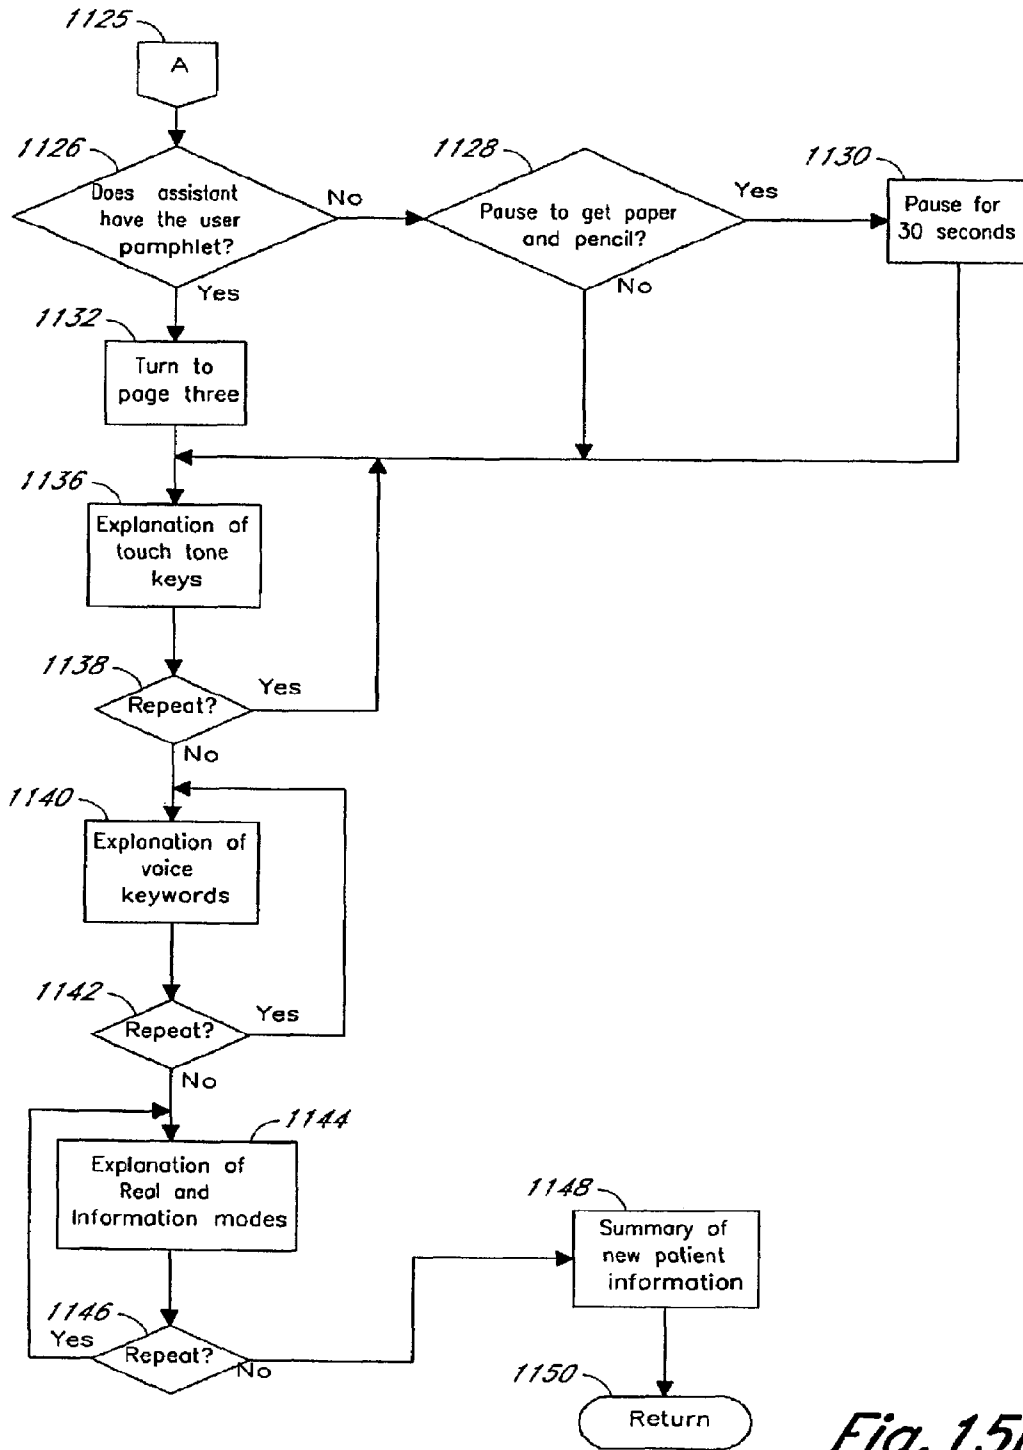 1125
A
1126
Does assistant
have the user
pamphlet?
No
Yes
1128
Pause to get paper
and pencil?
Yes
No
1130
Pause for
30 seconds
1132
Turn to
page three
1136
Explanation of
touch tone
keys
1138
Repeat?
Yes
No
1140
Explanation of
voice
keywords
1142
Repeat?
Yes
No
1144
Explanation of
Real and
Information modes
1146
Repeat?
Yes
No
1148
Summary of
new patient
information
1150
Return
Fig. 15